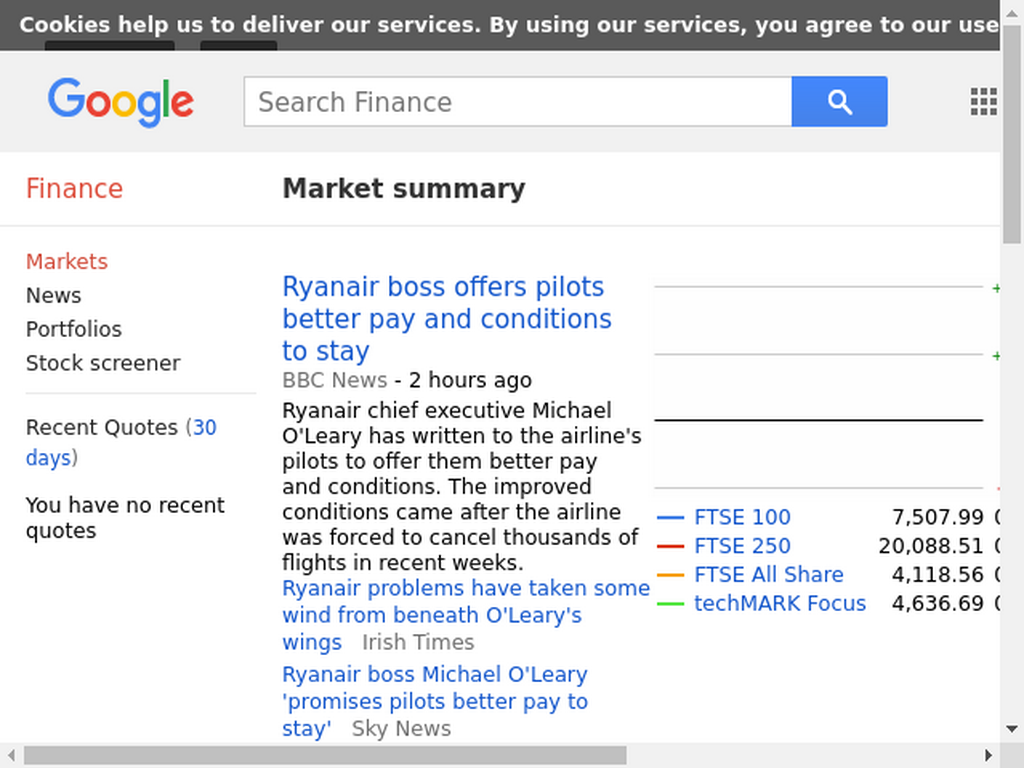 Cookies help us to deliver our services. By using our services, you agree to our use
Google
Search Finance
Finance
Market summary
Markets
News
Portfolios
Stock screener
Recent Quotes (30
days)
You have no recent
quotes
Ryanair boss offers pilots
better pay and conditions
to stay
BBC News - 2 hours ago
Ryanair chief executive Michael
O'Leary has written to the airline's
pilots to offer them better pay
and conditions. The improved
conditions came after the airline
was forced to cancel thousands of
flights in recent weeks.
Ryanair problems have taken some
wind from beneath O'Leary's
wings Irish Times
Ryanair boss Michael O'Leary
'promises pilots better pay to
stay' Sky News
FTSE 100 7,507.99
FTSE 250 20,088.51
FTSE All Share 4,118.56
techMARK Focus 4,636.69